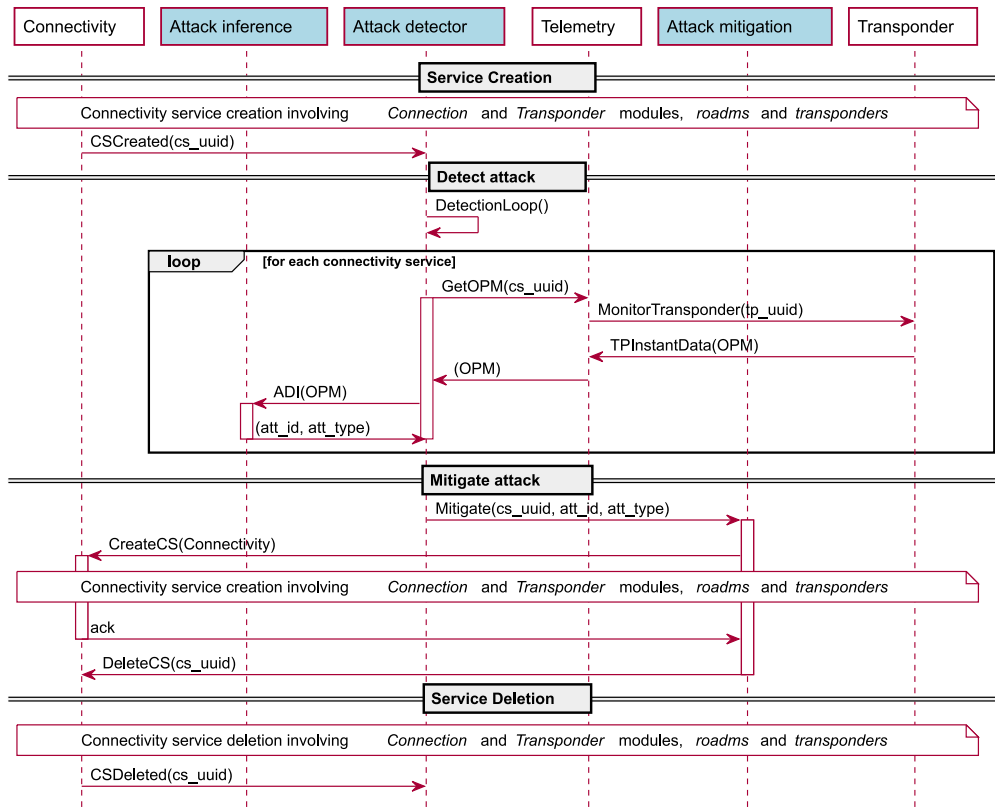 Connectivity
Attack inference
Attack detector
Telemetry
Attack mitigation
Transponder
Service Creation
Connectivity service creation involving Connection and Transponder modules, roadms and transponders
CSCreated(cs_uuid)
Detect attack
DetectionLoop()
loop [for each connectivity service]
GetOPM(cs_uuid)
MonitorTransponder(tp_uuid)
TPInstantData(OPM)
(OPM)
ADI(OPM)
(att_id, att_type)
Mitigate attack
Mitigate(cs_uuid, att_id, att_type)
CreateCS(Connectivity)
Connectivity service creation involving Connection and Transponder modules, roadms and transponders
ack
DeleteCS(cs_uuid)
Service Deletion
Connectivity service deletion involving Connection and Transponder modules, roadms and transponders
CSDeleted(cs_uuid)